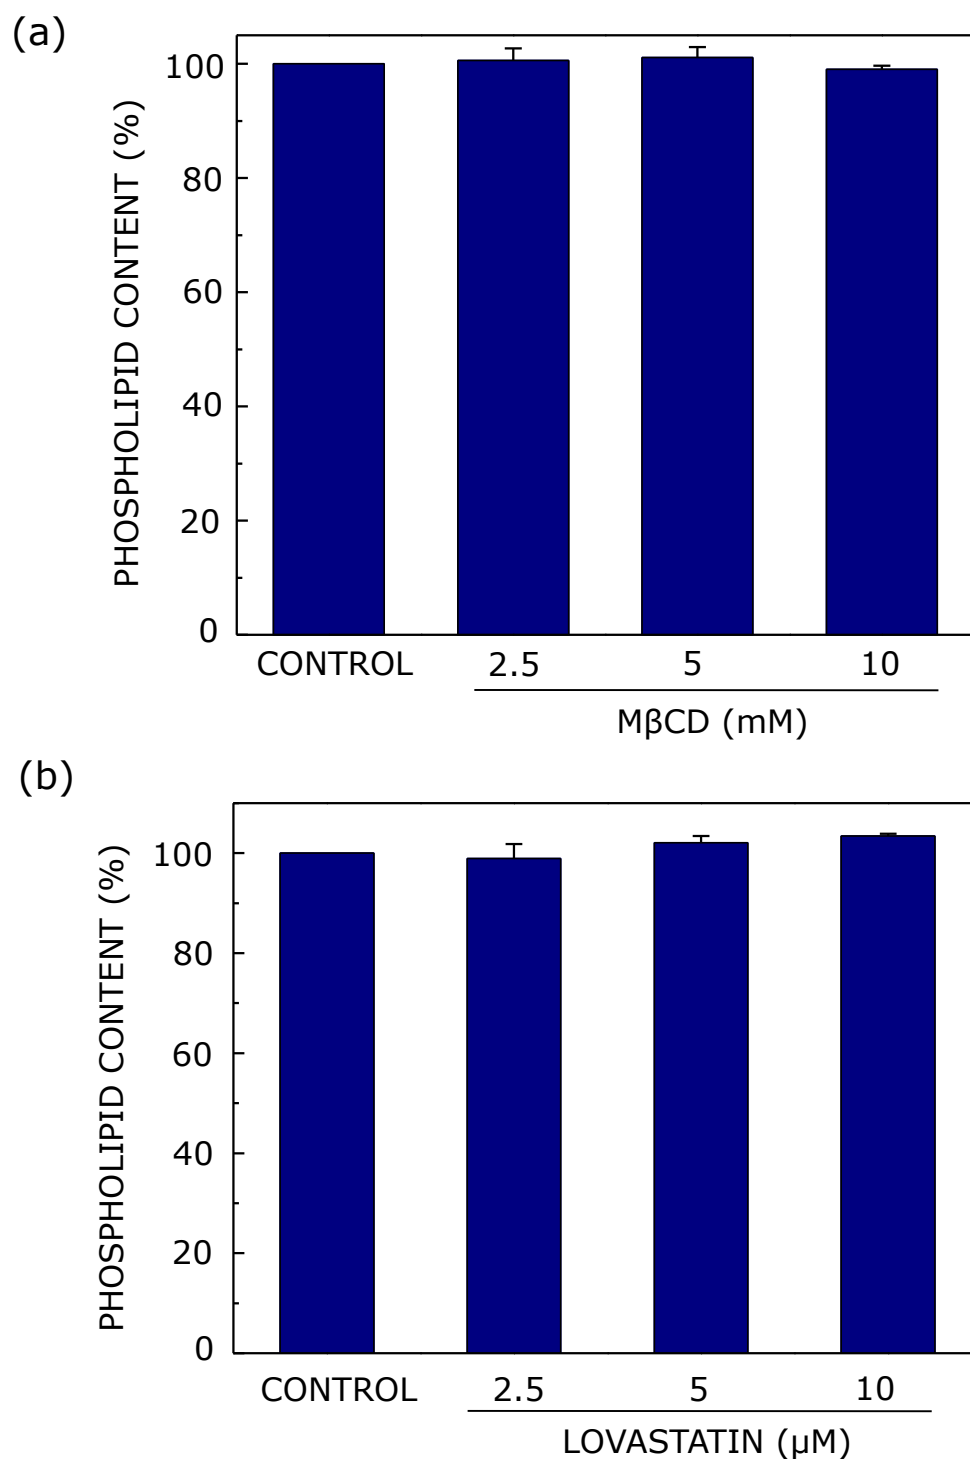 (a)
PHOSPHOLIPID CONTENT (%)
100
80
60
40
20
0
CONTROL 2.5 5 10
MβCD (mM)
(b)
PHOSPHOLIPID CONTENT (%)
100
80
60
40
20
0
CONTROL 2.5 5 10
LOVASTATIN (μM)